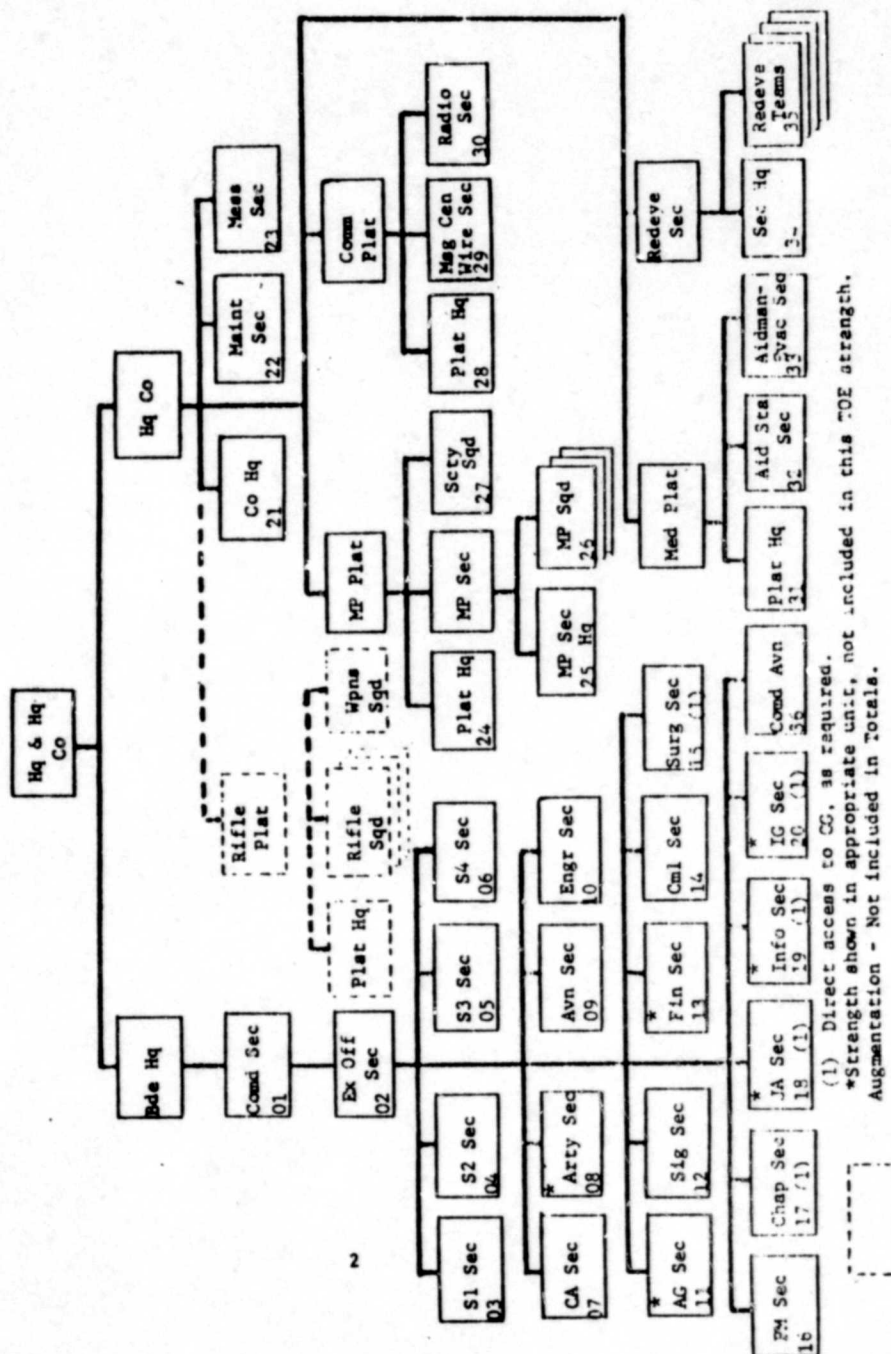 Hq & Hq
Co
Bde Hq
Hq Co
Comd Sec
01
Rifle
Plat
Co Hq
21
Maint
Sec
22
Mess
Sec
23
Ex Off
Sec
02
Plat Hq
Rifle
Sqd
Wpns
Sqd
MP Plat
Comm
Plat
S1 Sec
03
S2 Sec
04
S3 Sec
05
S4 Sec
06
Plat Hq
24
MP Sec
Scty
Sqd
27
Plat Hq
28
Msg Cen
Wire Sec
29
Radio
Sec
30
CA Sec
07
* Arty Sec
08
Avn Sec
09
Engr Sec
10
MP Sec
Hq
25
MP Sqd
26
* AG Sec
11
Sig Sec
12
* Fin Sec
13
Cml Sec
14
Surg Sec
15 (1)
Med Plat
Redeye
Sec
PM Sec
16
Chap Sec
17 (1)
* JA Sec
18 (1)
* Info Sec
19 (1)
* IG Sec
20 (1)
Comd Avn
36
Plat Hq
31
Aid Sta
Sec
32
Aidman-
Evac Sec
33
Sec Hq
Redeye
Teams
35
(1) Direct access to CG, as required.
*Strength shown in appropriate unit, not included in this TOE strength.
Augmentation - Not included in Totals.
2